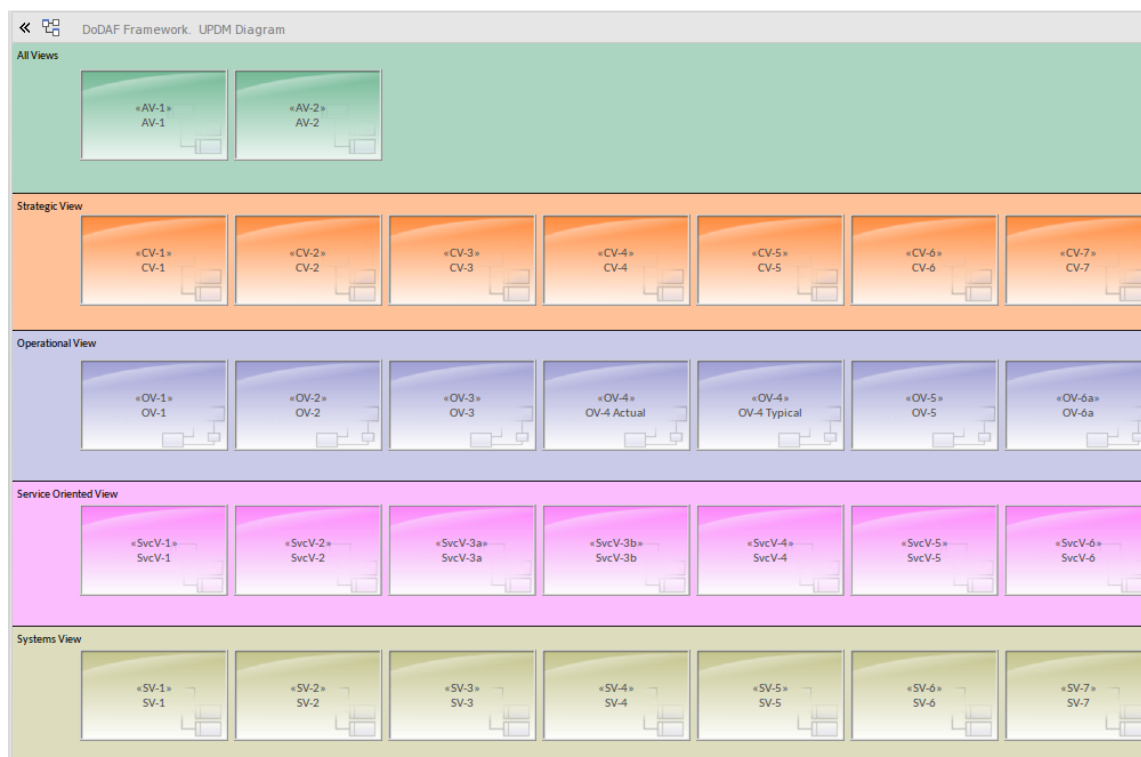 DoDAF Framework. UPDM Diagram
All Views
«AV-1» «AV-2»
AV-1 AV-2
Strategic View
«CV-1» «CV-2» «CV-3» «CV-4» «CV-5» «CV-6» «CV-7»
CV-1 CV-2 CV-3 CV-4 CV-5 CV-6 CV-7
Operational View
«OV-1» «OV-2» «OV-3» «OV-4» «OV-4» «OV-5» «OV-6a»
OV-1 OV-2 OV-3 OV-4 Actual OV-4 Typical OV-5 OV-6a
Service Oriented View
«SvcV-1» «SvcV-2» «SvcV-3a» «SvcV-3b» «SvcV-4» «SvcV-5» «SvcV-6»
SvcV-1 SvcV-2 SvcV-3a SvcV-3b SvcV-4 SvcV-5 SvcV-6
Systems View
«SV-1» «SV-2» «SV-3» «SV-4» «SV-5» «SV-6» «SV-7»
SV-1 SV-2 SV-3 SV-4 SV-5 SV-6 SV-7